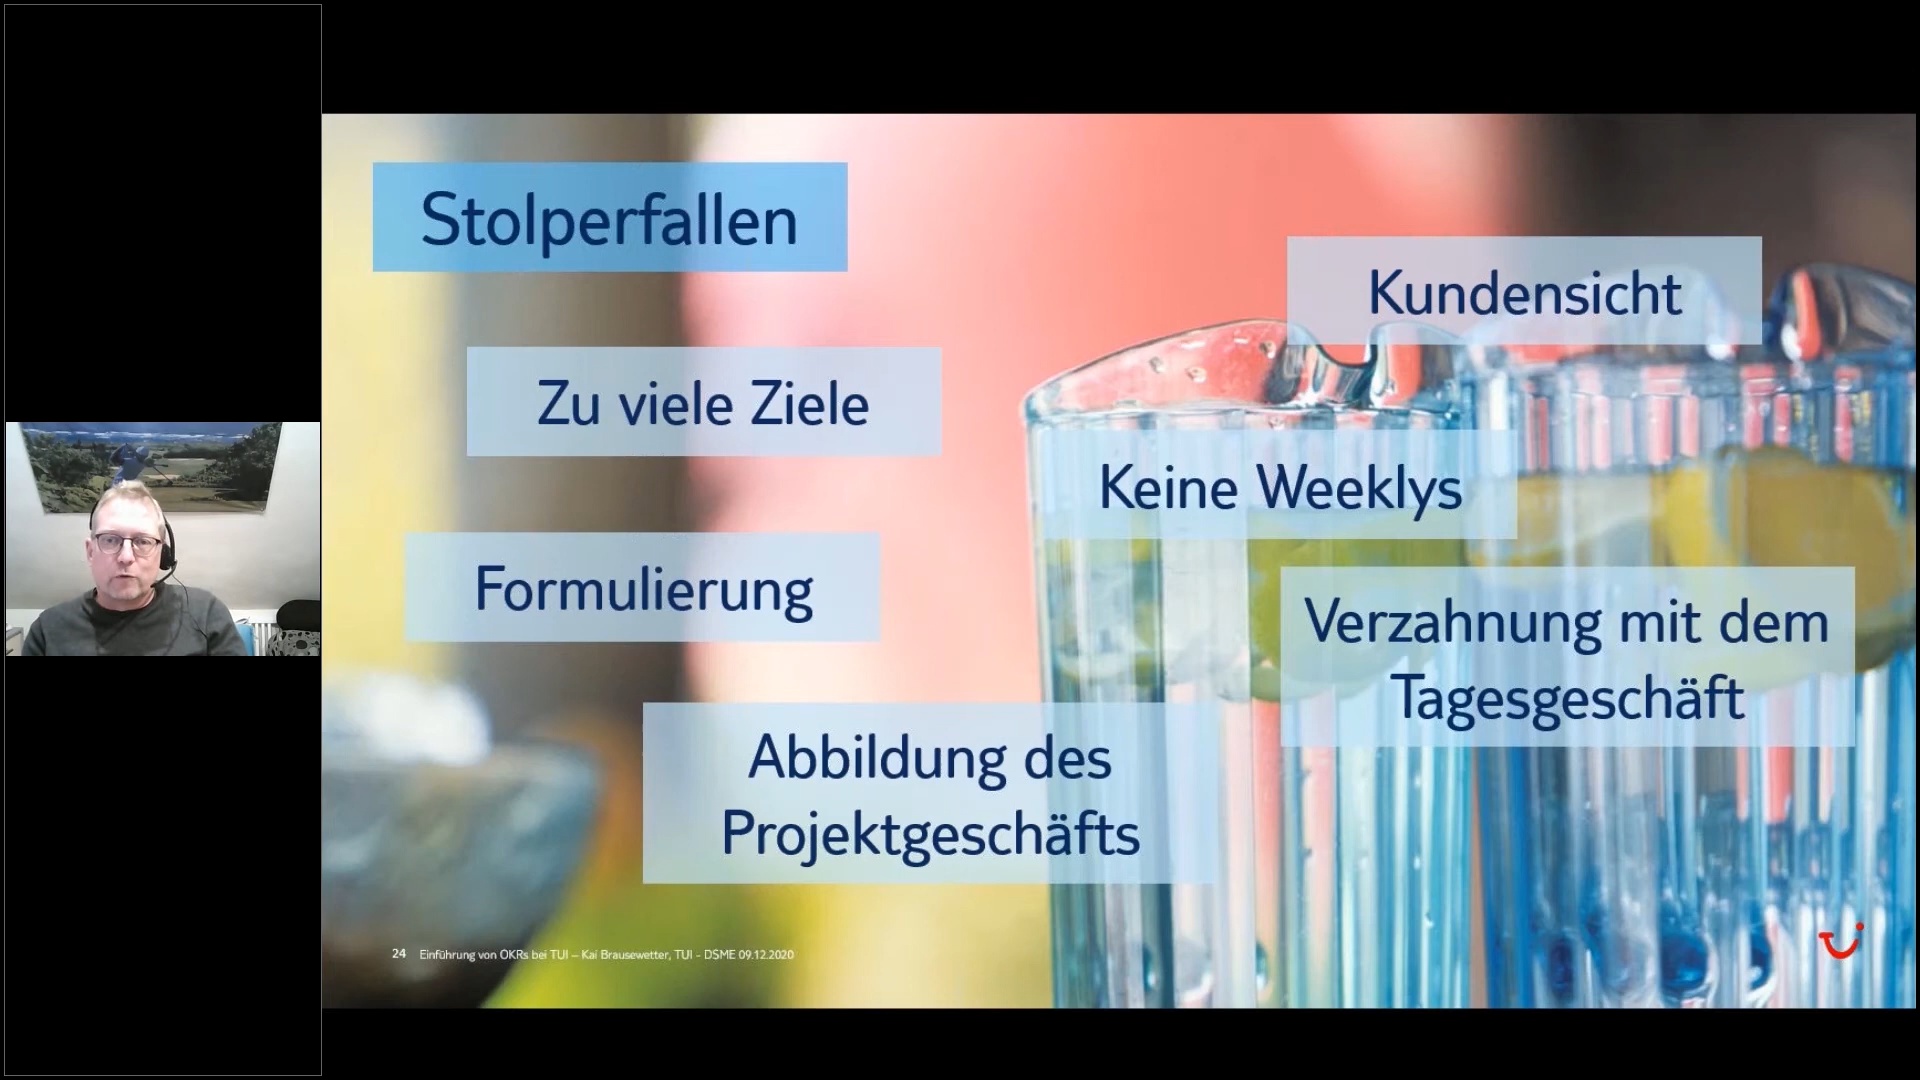 Stolperfallen
Kundensicht
Zu viele Ziele
Keine Weeklys
Formulierung
Verzahnung mit dem
Tagesgeschäft
Abbildung des
Projektgeschäfts
24 Einführung von OKRs bei TUI – Kai Brausewetter, TUI - DSME 09.12.2020